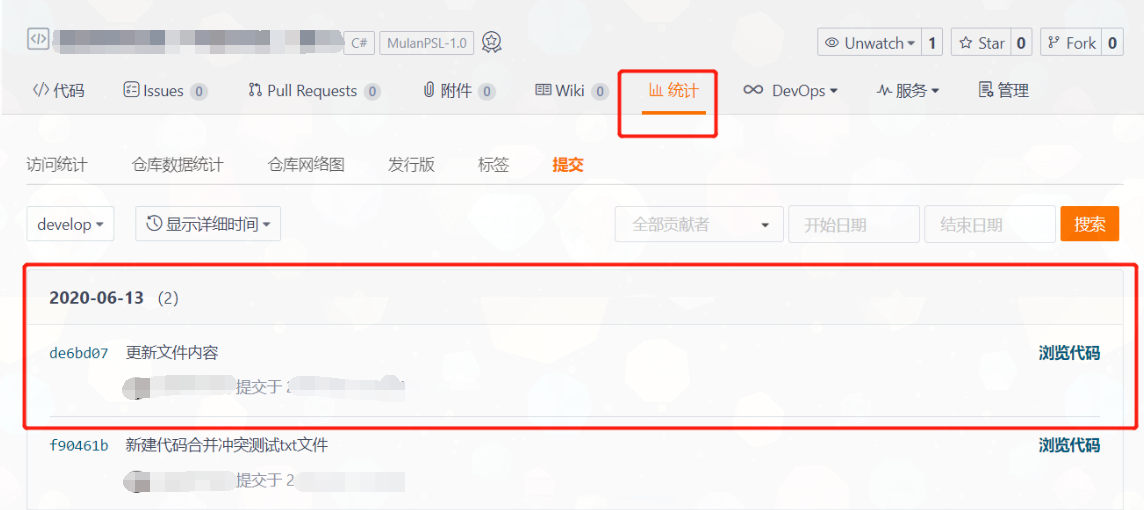 C# MulanPSL-1.0 Unwatch 1 Star 0 Fork 0
代码 Issues 0 Pull Requests 0 附件 0 Wiki 0 统计 DevOps 服务 管理
访问统计 仓库数据统计 仓库网络图 发行版 标签 提交
develop 显示详细时间 全部贡献者 开始日期 结束日期 搜索
2020-06-13 (2)
de6bd07 更新文件内容 浏览代码
提交于 2
f90461b 新建代码合并冲突测试txt文件 浏览代码
提交于 2